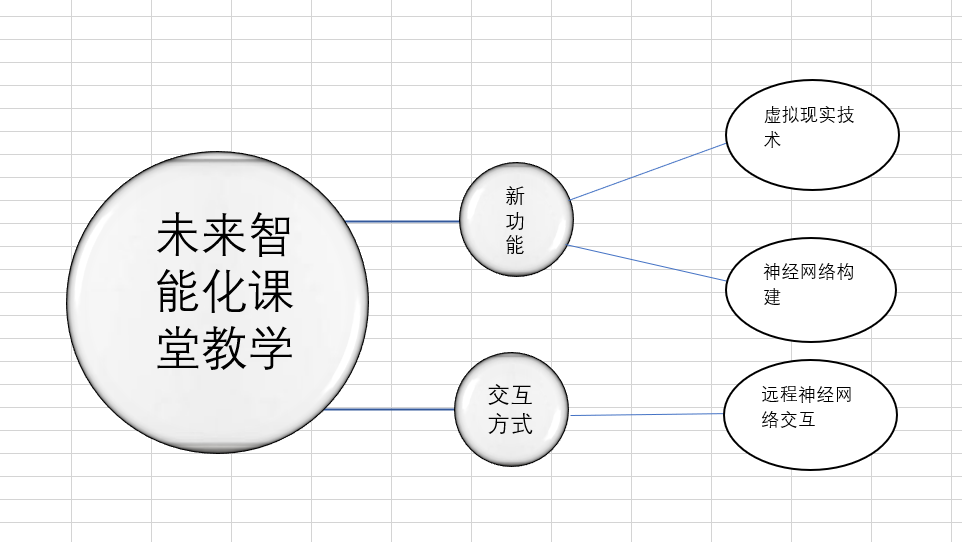 未来智
能化课
堂教学
新
功
能
虚拟现实技
术
神经网络构
建
交互
方式
远程神经网
络交互